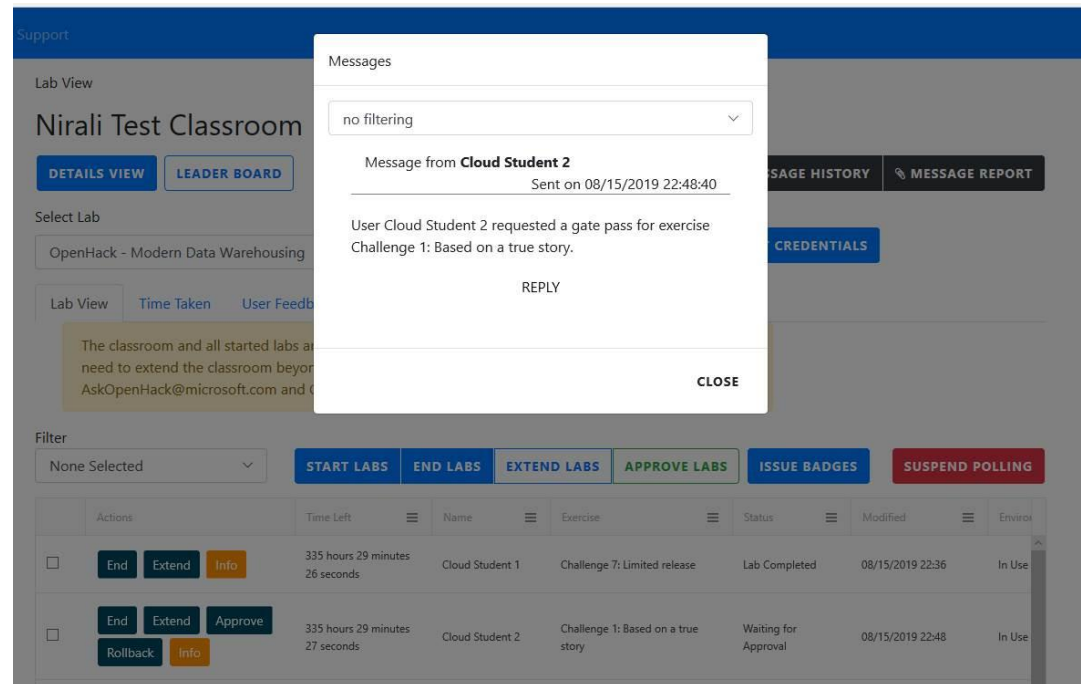 Support
Lab View
Nirali Test Classroom
DETAILS VIEW LEADER BOARD
SAGE HISTORY MESSAGE REPORT
Select Lab
OpenHack - Modern Data Warehousing
CREDENTIALS
Lab View Time Taken User Feedb
The classroom and all started labs
need to extend the classroom beyon
AskOpenHack@microsoft.com and
Messages
no filtering
Message from Cloud Student 2
Sent on 08/15/2019 22:48:40
User Cloud Student 2 requested a gate pass for exercise
Challenge 1: Based on a true story.
REPLY
CLOSE
Filter
None Selected
START LABS END LABS EXTEND LABS APPROVE LABS ISSUE BADGES SUSPEND POLLING
Actions Time Left Name Exercise Status Modified Environ
End Extend Info 335 hours 29 minutes
26 seconds Cloud Student 1 Challenge 7: Limited release Lab Completed 08/15/2019 22:36 In Use
End Extend Approve
Rollback Info
335 hours 29 minutes
27 seconds
Cloud Student 2
Challenge 1: Based on a true
story
Waiting for
Approval
08/15/2019 22:48
In Use